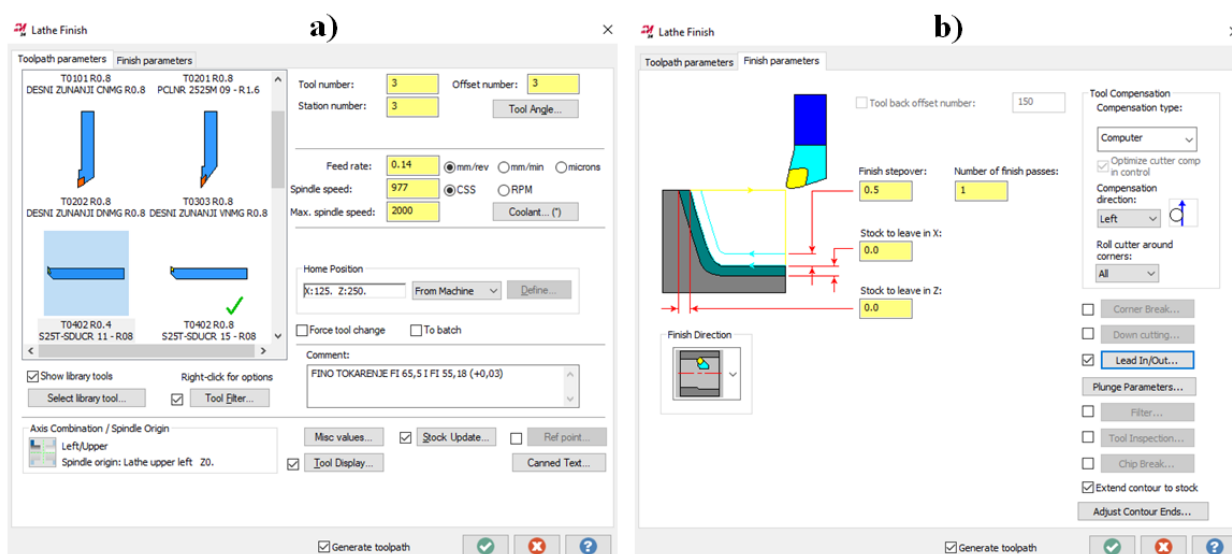 a)
Lathe Finish
Toolpath parameters Finish parameters
T0101 R0.8 T0201 R0.8
DESNI ZUNANJI CNMG R0.8 PCLNR 2525M 09 - R1.6
T0202 R0.8 T0303 R0.8
DESNI ZUNANJI DNMG R0.8 DESNI ZUNANJI VNMG R0.8
T0402 R0.4 T0402 R0.8
S25T-SDUCR 11 - R08 S25T-SDUCR 15 - R08
Show library tools Right-click for options
Select library tool... Tool Filter...
Axis Combination / Spindle Origin
Left/Upper
Spindle origin: Lathe upper left Z0.
Tool number: 3 Offset number: 3
Station number: 3 Tool Angle...
Feed rate: 0.14 mm/rev mm/min microns
Spindle speed: 977 CSS RPM
Max. spindle speed: 2000 Coolant... (*)
Home Position
X:125. Z:250. From Machine Define...
Force tool change To batch
Comment:
FINO TOKARENJE FI 65,5 I FI 55,18 (+0,03)
Misc values... Stock Update... Ref point...
Tool Display... Canned Text...
Generate toolpath
b)
Lathe Finish
Toolpath parameters Finish parameters
Tool back offset number: 150
Finish stepover: Number of finish passes:
0.5 1
Stock to leave in X:
0.0
Stock to leave in Z:
0.0
Finish Direction
Tool Compensation
Compensation type:
Computer
Optimize cutter comp
in control
Compensation
direction:
Left
Roll cutter around
corners:
All
Corner Break...
Down cutting...
Lead In/Out...
Plunge Parameters...
Filter...
Tool Inspection...
Chip Break...
Extend contour to stock
Adjust Contour Ends...
Generate toolpath